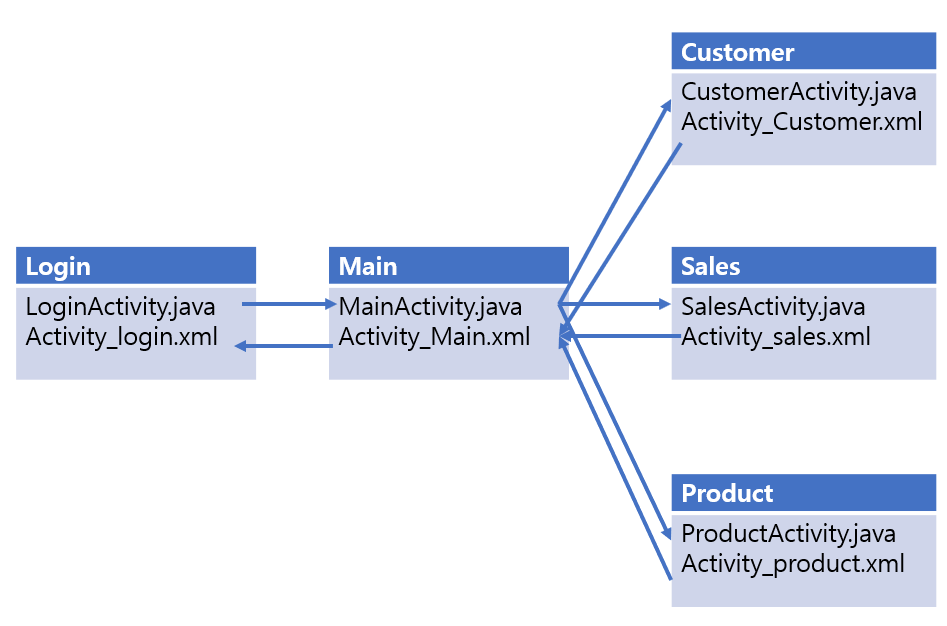 Customer
CustomerActivity.java
Activity_Customer.xml
Login
LoginActivity.java
Activity_login.xml
Main
MainActivity.java
Activity_Main.xml
Sales
SalesActivity.java
Activity_sales.xml
Product
ProductActivity.java
Activity_product.xml